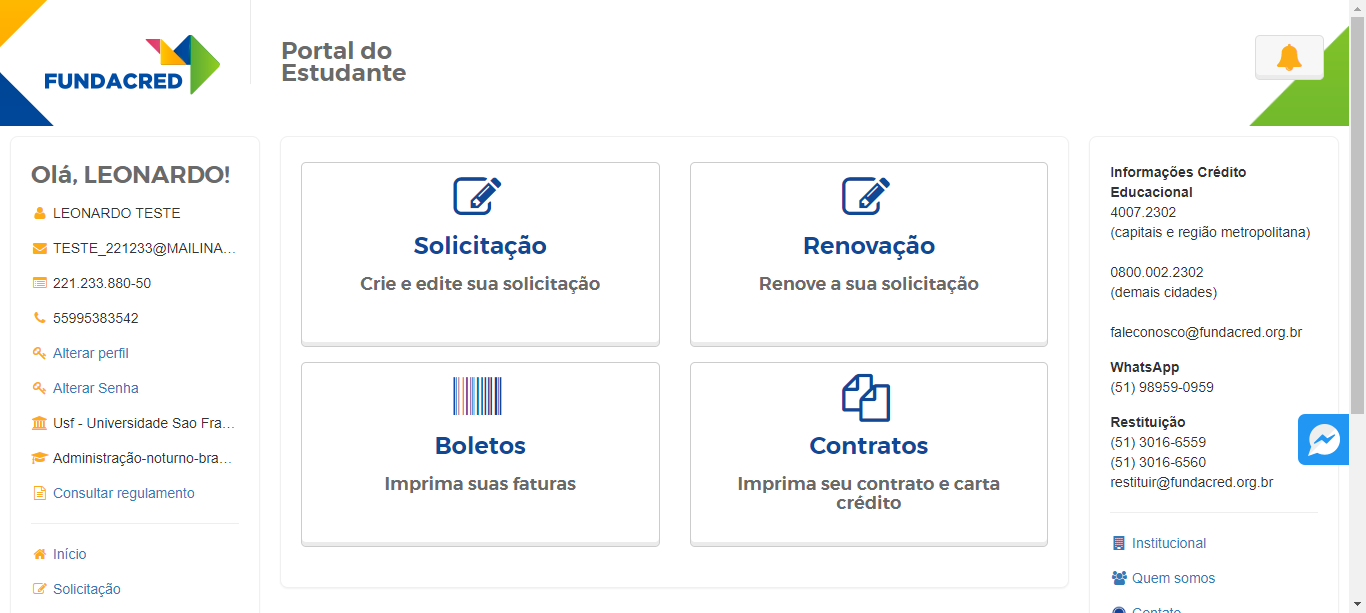 FUNDACRED
Portal do
Estudante
Olá, LEONARDO!
LEONARDO TESTE
TESTE_221233@MAILINA...
221.233.880-50
55995383542
Alterar perfil
Alterar Senha
Usf - Universidade Sao Fra...
Administração-noturno-bra...
Consultar regulamento
Início
Solicitação
Solicitação
Crie e edite sua solicitação
Renovação
Renove a sua solicitação
Boletos
Imprima suas faturas
Contratos
Imprima seu contrato e carta
crédito
Informações Crédito
Educacional
4007.2302
(capitais e região metropolitana)
0800.002.2302
(demais cidades)
faleconosco@fundacred.org.br
WhatsApp
(51) 98959-0959
Restituição
(51) 3016-6559
(51) 3016-6560
restituir@fundacred.org.br
Institucional
Quem somos
Contato